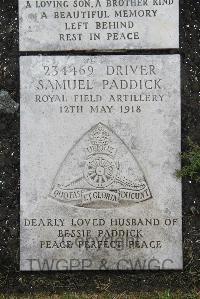 A LOVING SON, A BROTHER KIND
A BEAUTIFUL MEMORY
LEFT BEHIND
REST IN PEACE
234469 DRIVER
SAMUEL PADDICK
ROYAL FIELD ARTILLERY
12TH MAY 1918
UBIQUE
QUO FAS ET GLORIA DUCUNT
DEARLY LOVED HUSBAND OF
BESSIE PADDICK
PEACE PERFECT PEACE
©TWGPP & CWGC